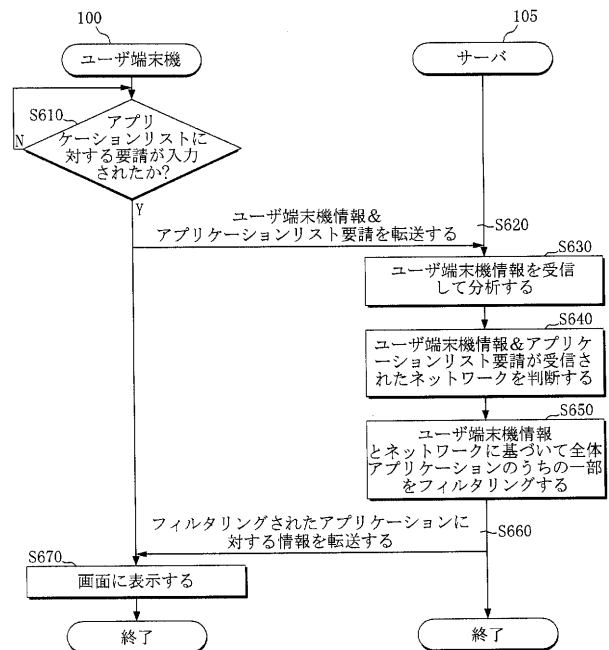 100
ユーザ端末機
105
サーバ
S610
アプリ
ケーションリストに
対する要請が入力
されたか?
N
Y
ユーザ端末機情報&
アプリケーションリスト要請を転送する
S620
S630
ユーザ端末機情報を受信
して分析する
S640
ユーザ端末機情報&アプリケ
ーションリスト要請が受信さ
れたネットワークを判断する
S650
ユーザ端末機情報
とネットワークに基づいて全体
アプリケーションのうちの一部
をフィルタリングする
フィルタリングされたアプリケーションに
対する情報を転送する
S660
S670
画面に表示する
終了
終了